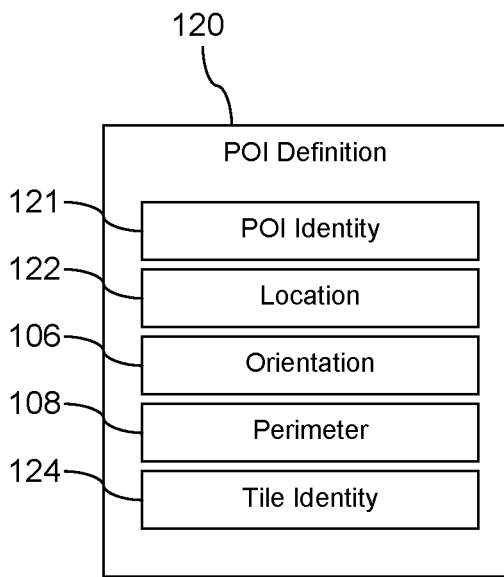 120
POI Definition
121
POI Identity
122
Location
106
Orientation
108
Perimeter
124
Tile Identity